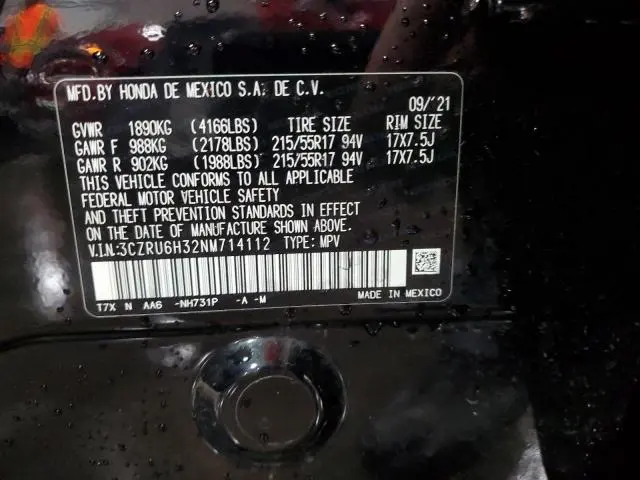 MFD.BY HONDA DE MEXICO S.A. DE C.V.
09/'21
GVWR 1890KG (4166LBS) TIRE SIZE RIM SIZE
GAWR F 988KG (2178LBS) 215/55R17 94V 17X7.5J
GAWR R 902KG (1988LBS) 215/55R17 94V 17X7.5J
THIS VEHICLE CONFORMS TO ALL APPLICABLE
FEDERAL MOTOR VEHICLE SAFETY
AND THEFT PREVENTION STANDARDS IN EFFECT
ON THE DATE OF MANUFACTURE SHOWN ABOVE.
V.I.N:3CZRU6H32NM714112 TYPE: MPV
T7X N AA6 -NH731P -A -M
MADE IN MEXICO